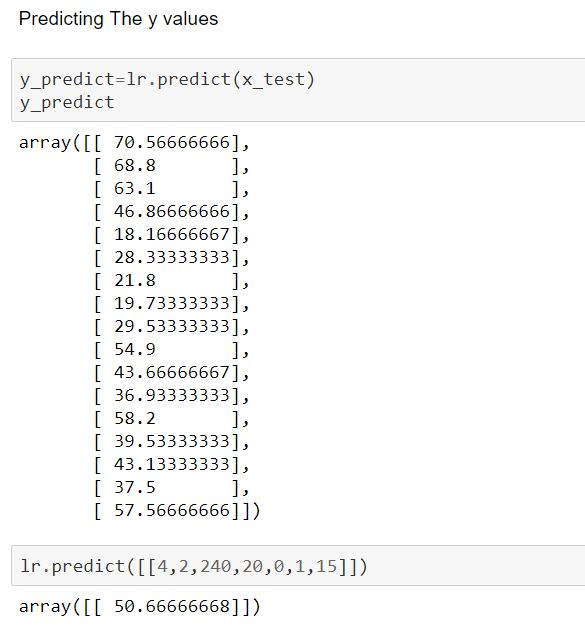 Predicting The y values
y_predict=lr.predict(x_test)
y_predict
array([[ 70.56666666],
       [ 68.8       ],
       [ 63.1       ],
       [ 46.86666666],
       [ 18.16666667],
       [ 28.33333333],
       [ 21.8       ],
       [ 19.73333333],
       [ 29.53333333],
       [ 54.9       ],
       [ 43.66666667],
       [ 36.93333333],
       [ 58.2       ],
       [ 39.53333333],
       [ 43.13333333],
       [ 37.5       ],
       [ 57.56666666]])
lr.predict([[4,2,240,20,0,1,15]])
array([[ 50.66666668]])